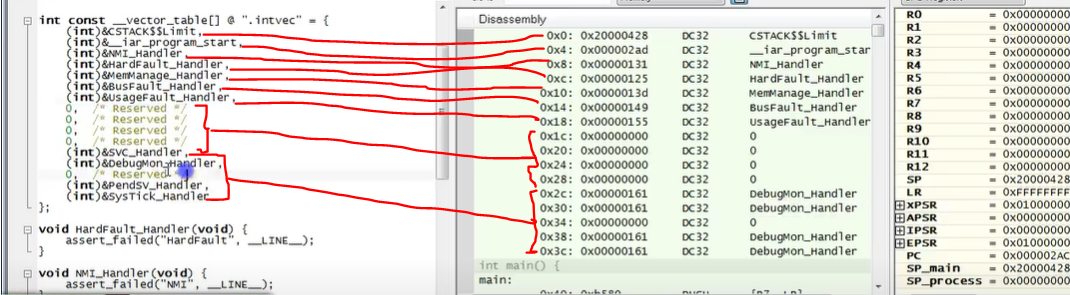 int const __vector_table[] @ ".intvec" = {
(int)&CSTACK$$Limit,
(int)&__iar_program_start,
(int)&NMI_Handler,
(int)&HardFault_Handler,
(int)&MemManage_Handler,
(int)&BusFault_Handler,
(int)&UsageFault_Handler,
0, /* Reserved */
0, /* Reserved */
0, /* Reserved */
0, /* Reserved */
(int)&SVC_Handler,
(int)&DebugMon_Handler,
0, /* Reserved
(int)&PendSV_Handler,
(int)&SysTick_Handler
};
void HardFault_Handler(void) {
assert_failed("HardFault", __LINE__);
}
void NMI_Handler(void) {
assert_failed("NMI", __LINE__);
Disassembly
0x0: 0x20000428 DC32 CSTACK$$Limit
0x4: 0x000002ad DC32 __iar_program_star
0x8: 0x00000131 DC32 NMI_Handler
0xc: 0x00000125 DC32 HardFault_Handler
0x10: 0x0000013d DC32 MemManage_Handler
0x14: 0x00000149 DC32 BusFault_Handler
0x18: 0x00000155 DC32 UsageFault_Handler
0x1c: 0x00000000 DC32 0
0x20: 0x00000000 DC32 0
0x24: 0x00000000 DC32 0
0x28: 0x00000000 DC32 0
0x2c: 0x00000161 DC32 DebugMon_Handler
0x30: 0x00000161 DC32 DebugMon_Handler
0x34: 0x00000000 DC32 0
0x38: 0x00000161 DC32 DebugMon_Handler
0x3c: 0x00000161 DC32 DebugMon_Handler
int main() {
main:
R0 = 0x00000000
R1 = 0x00000000
R2 = 0x00000000
R3 = 0x00000000
R4 = 0x00000000
R5 = 0x00000000
R6 = 0x00000000
R7 = 0x00000000
R8 = 0x00000000
R9 = 0x00000000
R10 = 0x00000000
R11 = 0x00000000
R12 = 0x00000000
SP = 0x20000428
LR = 0xFFFFFFFF
XPSR = 0x01000000
APSR = 0x00000000
IPSR = 0x00000000
EPSR = 0x01000000
PC = 0x000002AC
SP_main = 0x20000428
SP_process = 0x00000000